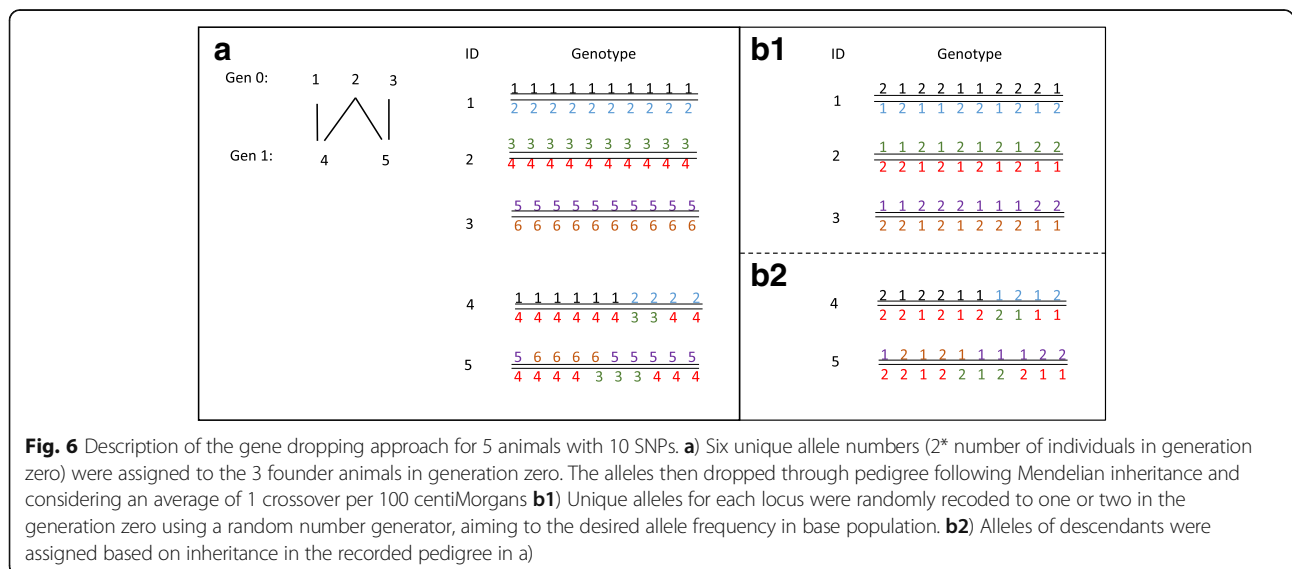 a
ID Genotype
Gen 0: 1 2 3
Gen 1: 4 5
1
1 1 1 1 1 1 1 1 1 1
2 2 2 2 2 2 2 2 2 2
2
3 3 3 3 3 3 3 3 3 3
4 4 4 4 4 4 4 4 4 4
3
5 5 5 5 5 5 5 5 5 5
6 6 6 6 6 6 6 6 6 6
4
1 1 1 1 1 1 2 2 2 2
4 4 4 4 4 4 3 3 4 4
5
5 6 6 6 6 5 5 5 5 5
4 4 4 4 3 3 3 4 4 4
b1
ID Genotype
1
2 1 2 2 1 1 2 2 2 1
1 2 1 1 2 1 1 2 1 2
2
1 1 2 1 2 1 2 1 2 2
2 2 1 2 1 2 1 2 1 1
3
1 1 2 2 2 1 1 1 2 2
2 2 1 2 1 2 2 2 1 1
b2
4
2 1 2 2 1 1 1 2 1 2
2 2 1 2 1 2 2 1 1 1
5
1 2 1 2 1 1 1 1 2 2
2 2 1 2 2 1 2 2 1 1
Fig. 6 Description of the gene dropping approach for 5 animals with 10 SNPs. a) Six unique allele numbers (2* number of individuals in generation
zero) were assigned to the 3 founder animals in generation zero. The alleles then dropped through pedigree following Mendelian inheritance and
considering an average of 1 crossover per 100 centiMorgans b1) Unique alleles for each locus were randomly recoded to one or two in the
generation zero using a random number generator, aiming to the desired allele frequency in base population. b2) Alleles of descendants were
assigned based on inheritance in the recorded pedigree in a)